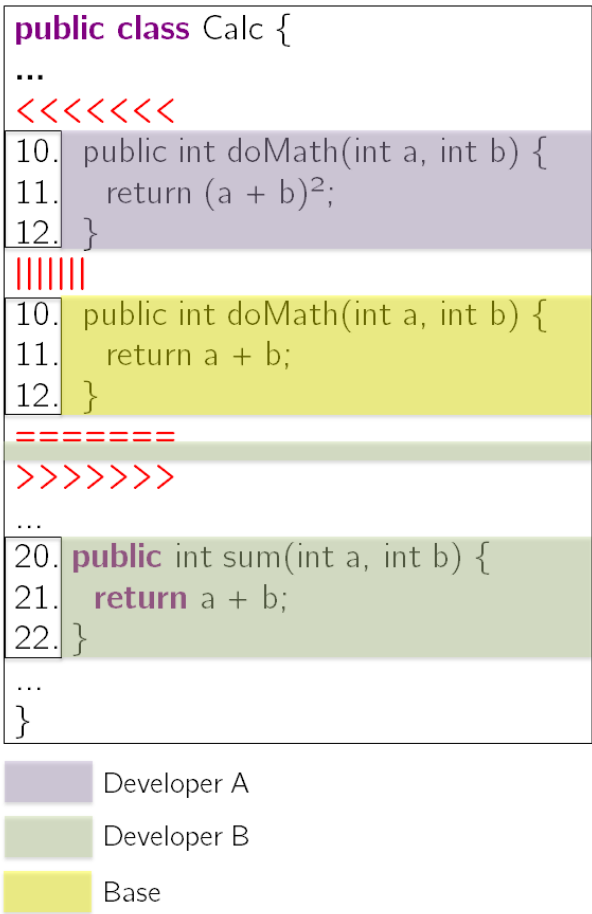 public class Calc {
...
<<<<<<<
10. public int doMath(int a, int b) {
11. return (a + b)²;
12. }
|||||||
10. public int doMath(int a, int b) {
11. return a + b;
12. }
=======
>>>>>>>
...
20. public int sum(int a, int b) {
21. return a + b;
22. }
...
}
Developer A
Developer B
Base